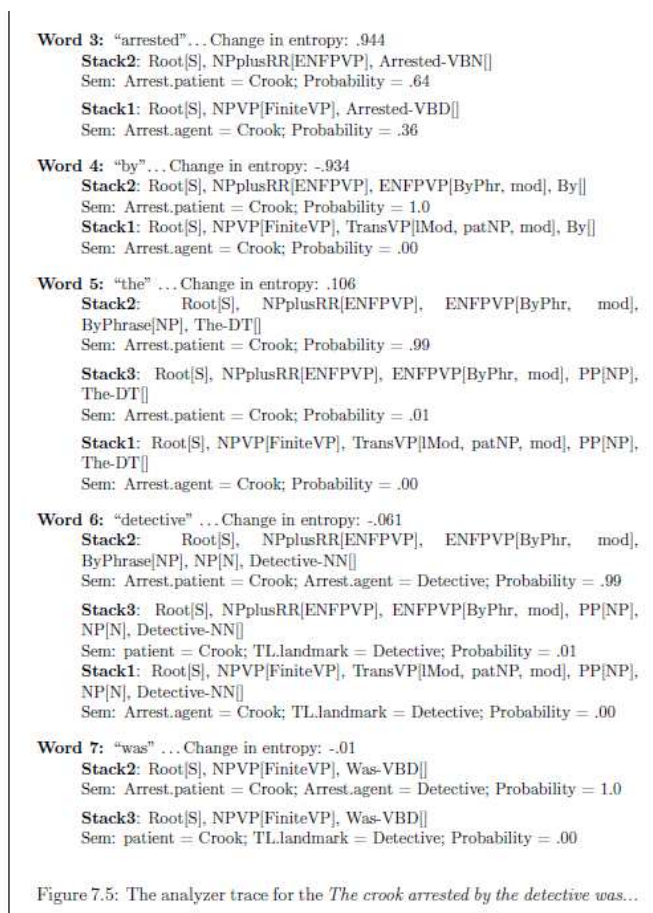 Word 3: “arrested”... Change in entropy: .944
Stack2: Root[S], NPplusRR[ENFPVP], Arrested-VBN[]
Sem: Arrest.patient = Crook; Probability = .64
Stack1: Root[S], NPVP[FiniteVP], Arrested-VBD[]
Sem: Arrest.agent = Crook; Probability = .36
Word 4: “by”... Change in entropy: -.934
Stack2: Root[S], NPplusRR[ENFPVP], ENFPVP[ByPhr, mod], By[]
Sem: Arrest.patient = Crook; Probability = 1.0
Stack1: Root[S], NPVP[FiniteVP], TransVP[lMod, patNP, mod], By[]
Sem: Arrest.agent = Crook; Probability = .00
Word 5: “the” ... Change in entropy: .106
Stack2: Root[S], NPplusRR[ENFPVP], ENFPVP[ByPhr, mod],
ByPhrase[NP], The-DT[]
Sem: Arrest.patient = Crook; Probability = .99
Stack3: Root[S], NPplusRR[ENFPVP], ENFPVP[ByPhr, mod], PP[NP],
The-DT[]
Sem: Arrest.patient = Crook; Probability = .01
Stack1: Root[S], NPVP[FiniteVP], TransVP[lMod, patNP, mod], PP[NP],
The-DT[]
Sem: Arrest.agent = Crook; Probability = .00
Word 6: “detective” ... Change in entropy: -.061
Stack2: Root[S], NPplusRR[ENFPVP], ENFPVP[ByPhr, mod],
ByPhrase[NP], NP[N], Detective-NN[]
Sem: Arrest.patient = Crook; Arrest.agent = Detective; Probability = .99
Stack3: Root[S], NPplusRR[ENFPVP], ENFPVP[ByPhr, mod], PP[NP],
NP[N], Detective-NN[]
Sem: patient = Crook; TL.landmark = Detective; Probability = .01
Stack1: Root[S], NPVP[FiniteVP], TransVP[lMod, patNP, mod], PP[NP],
NP[N], Detective-NN[]
Sem: Arrest.agent = Crook; TL.landmark = Detective; Probability = .00
Word 7: “was” ... Change in entropy: -.01
Stack2: Root[S], NPVP[FiniteVP], Was-VBD[]
Sem: Arrest.patient = Crook; Arrest.agent = Detective; Probability = 1.0
Stack3: Root[S], NPVP[FiniteVP], Was-VBD[]
Sem: patient = Crook; TL.landmark = Detective; Probability = .00
Figure 7.5: The analyzer trace for the The crook arrested by the detective was...